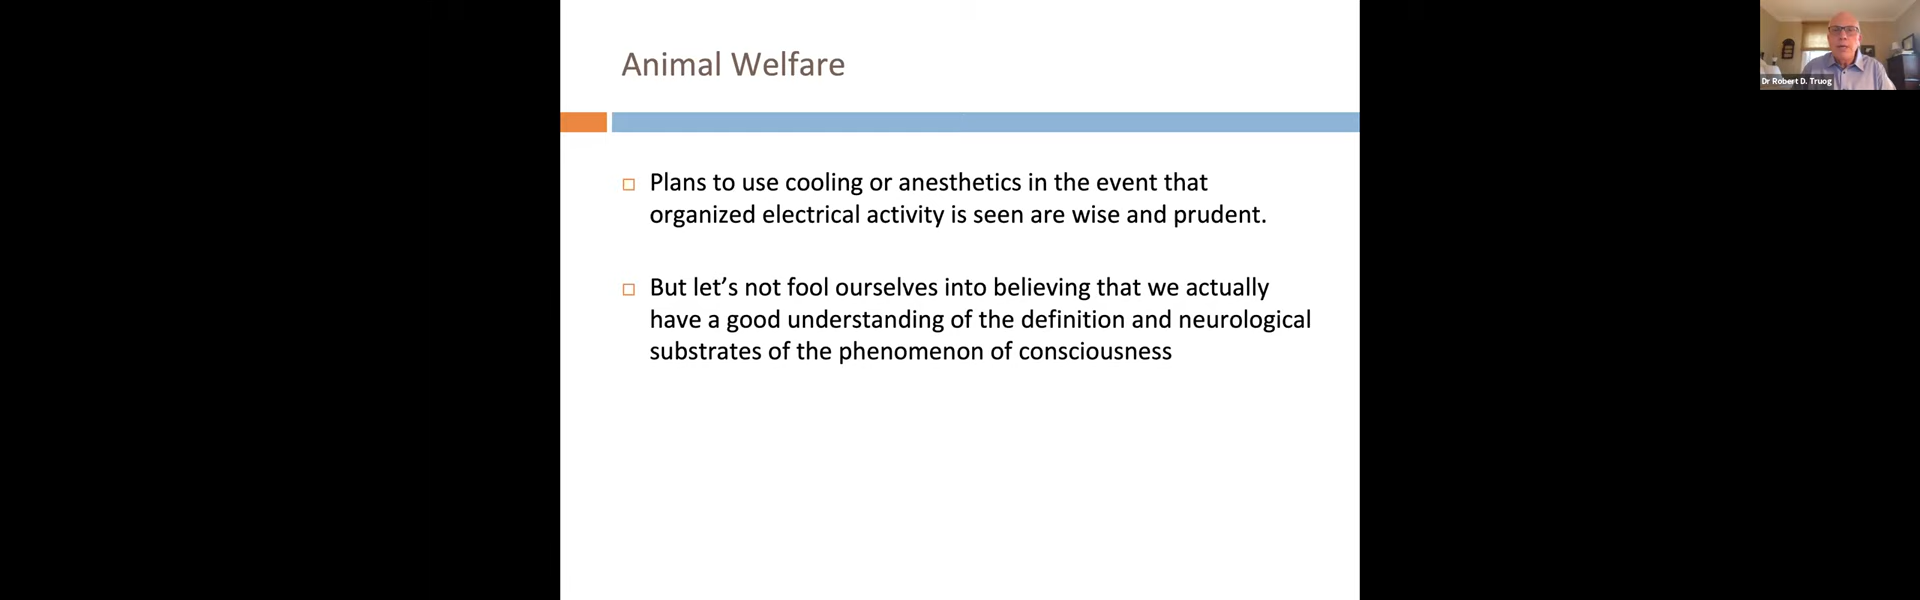 Animal Welfare
Dr Robert D. Truog
Plans to use cooling or anesthetics in the event that
organized electrical activity is seen are wise and prudent.
But let’s not fool ourselves into believing that we actually
have a good understanding of the definition and neurological
substrates of the phenomenon of consciousness